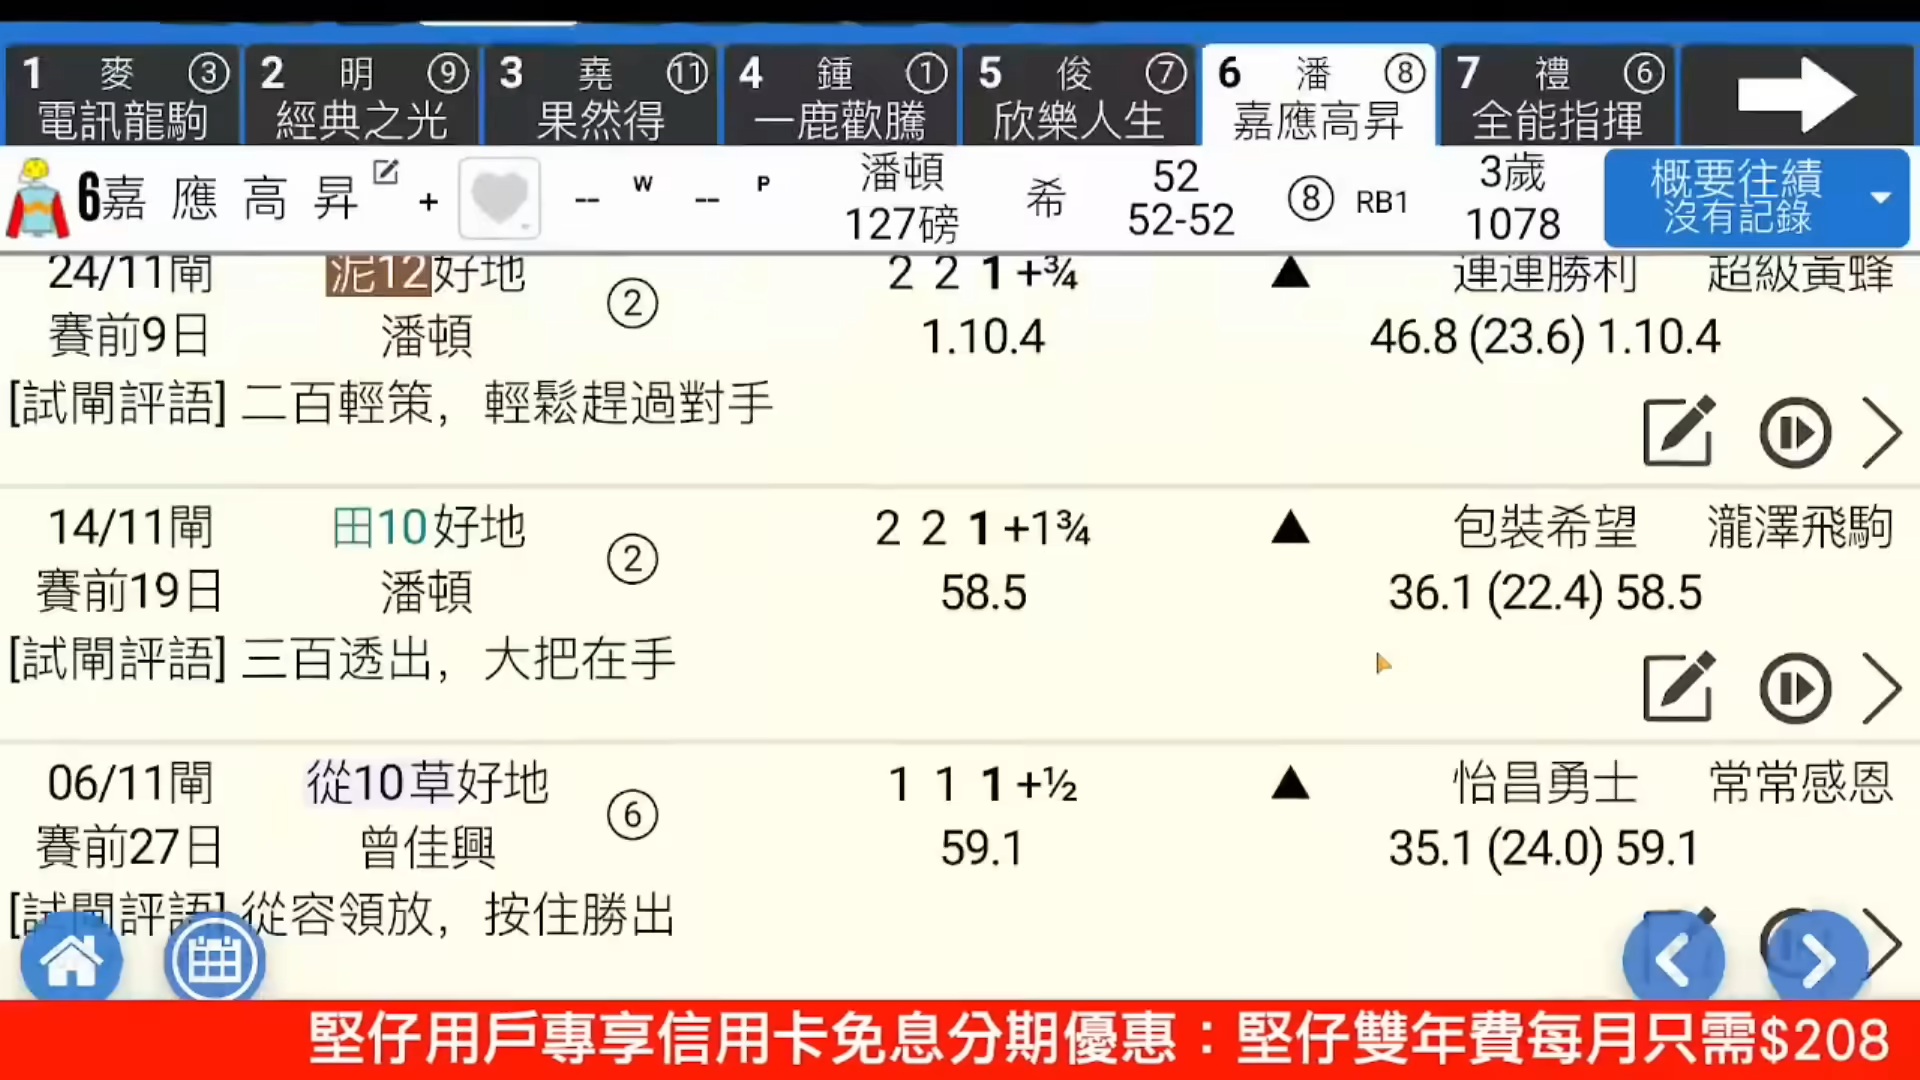 1 麥 ③ 2 明 ⑨ 3 堯 ⑪ 4 鍾 ① 5 俊 ⑦ 6 潘 ⑧ 7 禮 ⑥
電訊龍駒 經典之光 果然得 一鹿歡騰 欣樂人生 嘉應高昇 全能指揮
6嘉應高昇 + -- W -- P 潘頓 希 52 ⑧ RB1 3歲 概要往績
127磅 52-52 1078 沒有記錄
24/11閘 泥12好地 ② 2 2 1+¾ ▲ 連連勝利 超級黃蜂
賽前9日 潘頓 1.10.4 46.8 (23.6) 1.10.4
[試閘評語] 二百輕策，輕鬆趕過對手
14/11閘 田10好地 ② 2 2 1+1¾ ▲ 包裝希望 瀧澤飛駒
賽前19日 潘頓 58.5 36.1 (22.4) 58.5
[試閘評語] 三百透出，大把在手
06/11閘 從10草好地 ⑥ 1 1 1+½ ▲ 怡昌勇士 常常感恩
賽前27日 曾佳興 59.1 35.1 (24.0) 59.1
[試閘評語] 從容領放，按住勝出
堅仔用戶專享信用卡免息分期優惠：堅仔雙年費每月只需$208